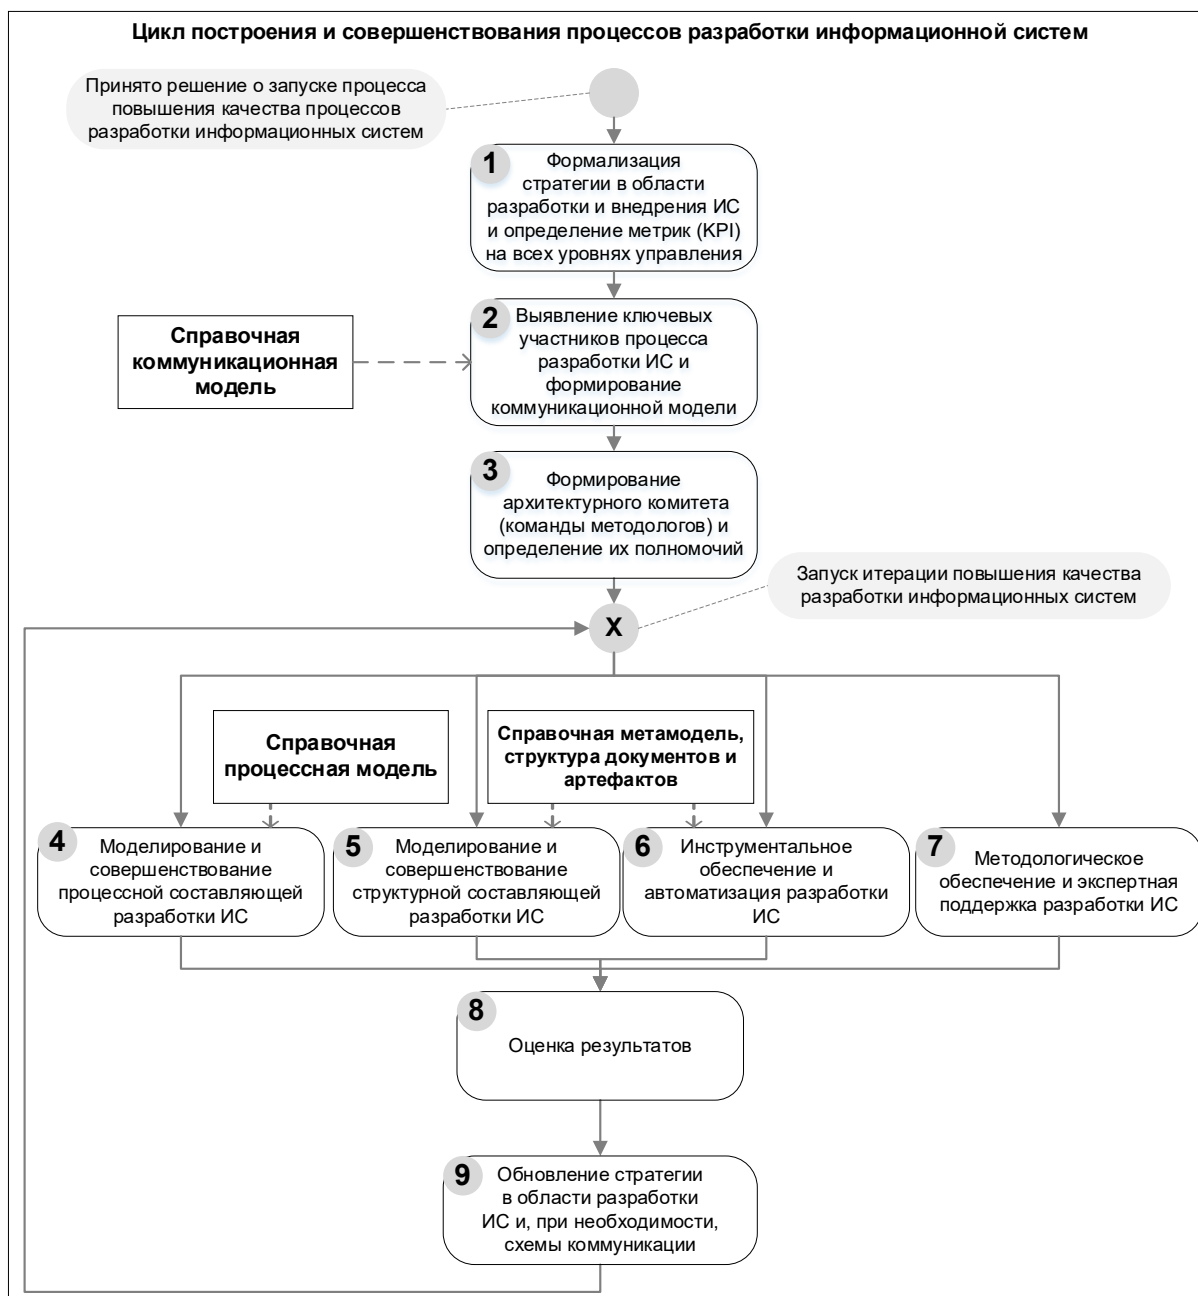 Цикл построения и совершенствования процессов разработки информационной систем
Принято решение о запуске процесса
повышения качества процессов
разработки информационных систем
1
Формализация
стратегии в области
разработки и внедрения ИС
и определение метрик (KPI)
на всех уровнях управления
Справочная
коммуникационная
модель
2
Выявление ключевых
участников процесса
разработки ИС и
формирование
коммуникационной модели
3
Формирование
архитектурного комитета
(команды методологов) и
определение их полномочий
Запуск итерации повышения качества
разработки информационных систем
X
Справочная
процессная модель
Справочная метамодель,
структура документов и
артефактов
4
Моделирование и
совершенствование
процессной составляющей
разработки ИС
5
Моделирование и
совершенствование
структурной составляющей
разработки ИС
6
Инструментальное
обеспечение и
автоматизация разработки
ИС
7
Методологическое
обеспечение и экспертная
поддержка разработки ИС
8
Оценка результатов
9
Обновление стратегии
в области разработки
ИС и, при необходимости,
схемы коммуникации